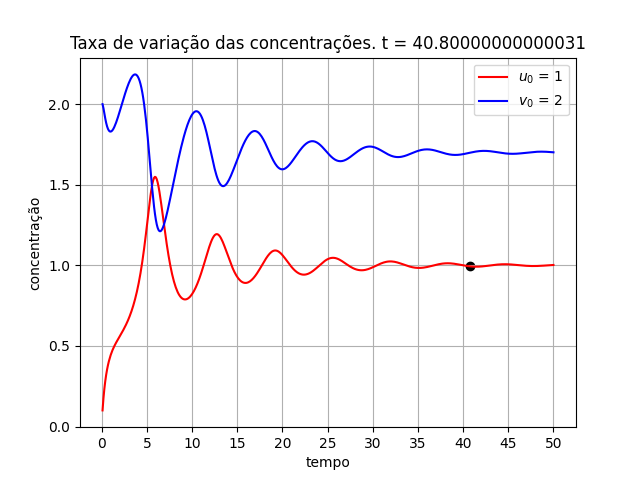 Taxa de variação das concentrações. t = 40.80000000000031
u₀ = 1
v₀ = 2
concentração
2.0
1.5
1.0
0.5
0.0
0 5 10 15 20 25 30 35 40 45 50
tempo